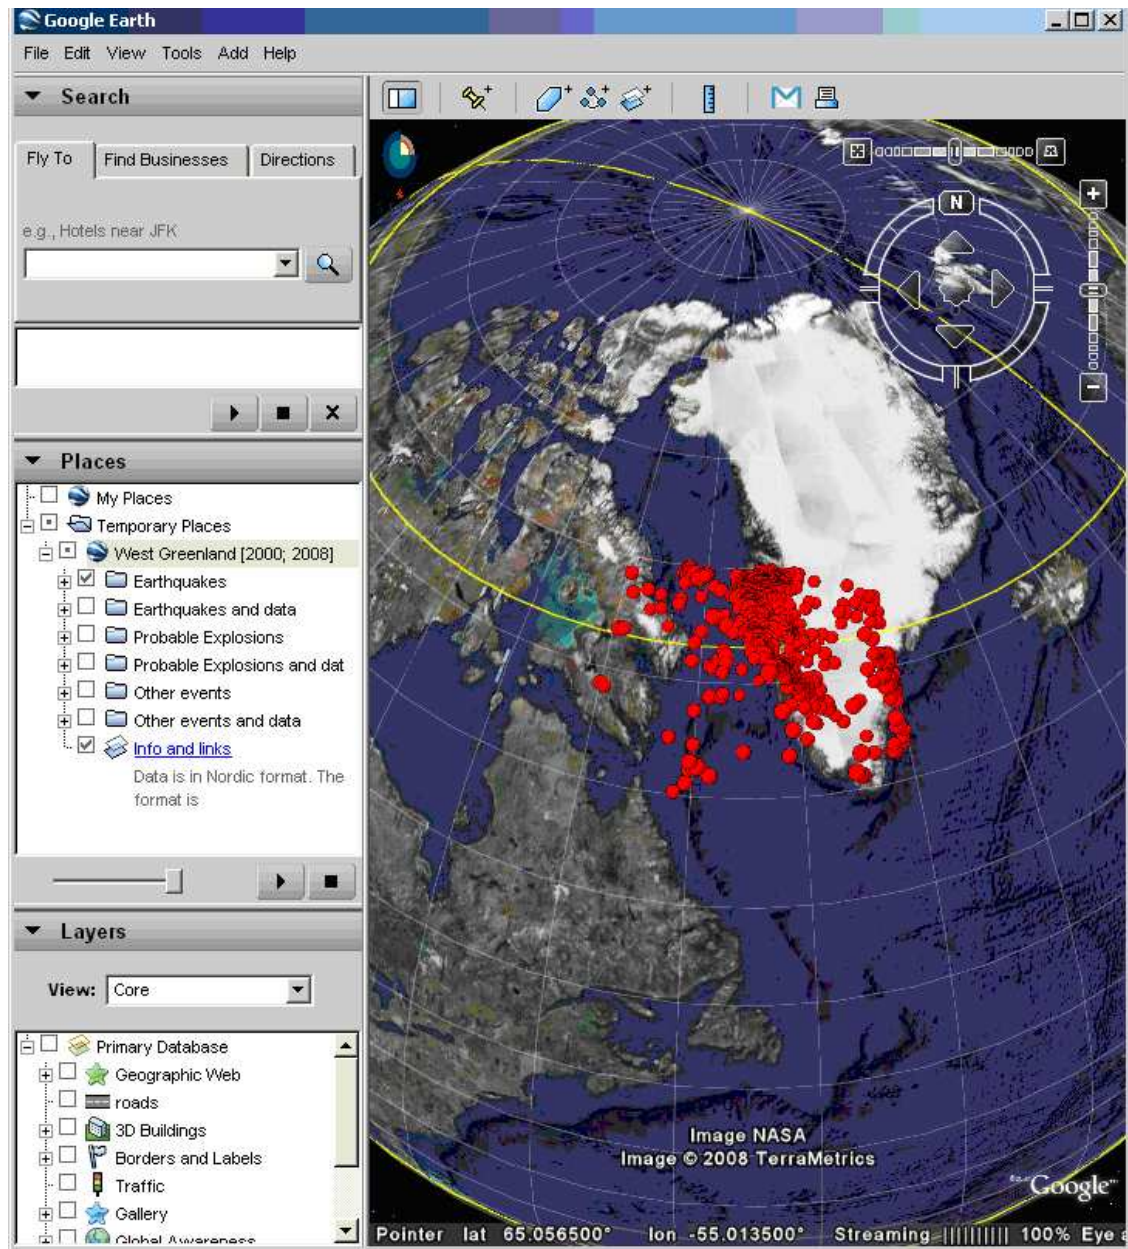 Google Earth
File Edit View Tools Add Help
Search
Fly To Find Businesses Directions
e.g., Hotels near JFK
N
Places
My Places
Temporary Places
West Greenland [2000; 2008]
Earthquakes
Earthquakes and data
Probable Explosions
Probable Explosions and dat
Other events
Other events and data
Info and links
Data is in Nordic format. The
format is
Layers
View: Core
Primary Database
Geographic Web
roads
3D Buildings
Borders and Labels
Traffic
Gallery
Global Awareness
Image NASA
Image © 2008 TerraMetrics
Google™
Pointer lat 65.056500° lon -55.013500° Streaming |||||||||| 100% Eye